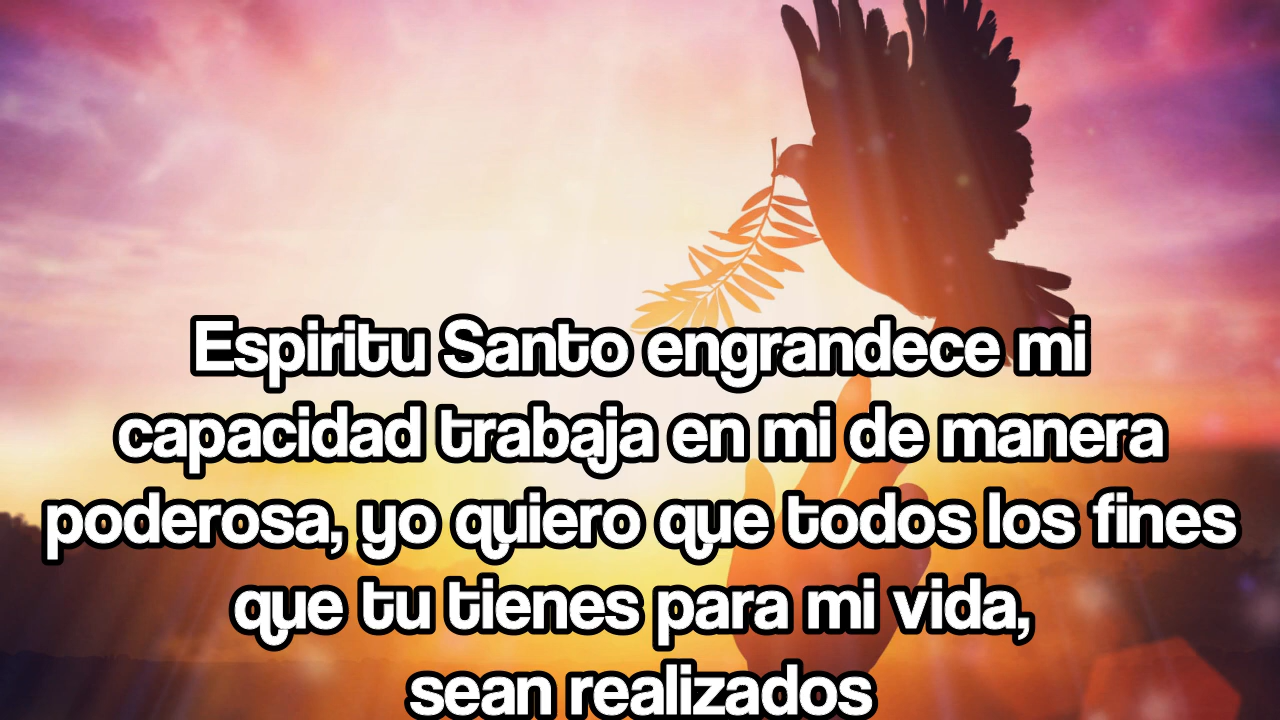 Espiritu Santo engrandece mi
capacidad trabaja en mi de manera
poderosa, yo quiero que todos los fines
que tu tienes para mi vida,
sean realizados